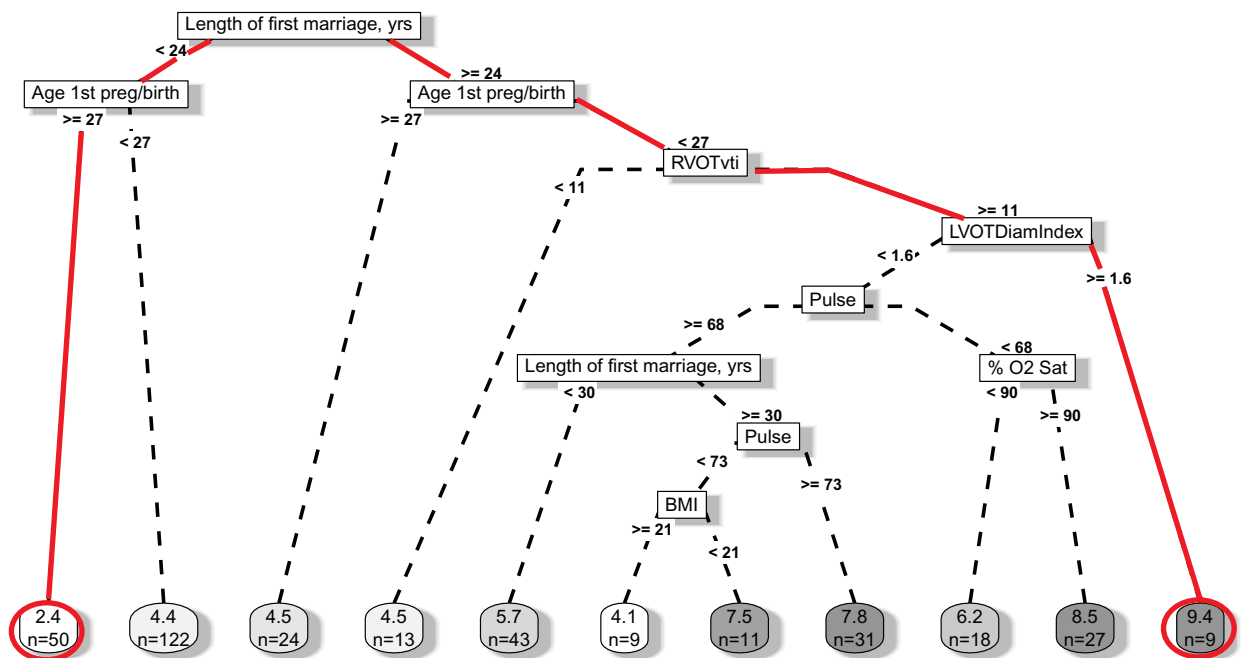 Length of first marriage, yrs
< 24
>= 24
Age 1st preg/birth
Age 1st preg/birth
>= 27
< 27
>= 27
< 27
RVOTvti
< 11
>= 11
LVOTDiamIndex
< 1.6
>= 1.6
Pulse
>= 68
< 68
Length of first marriage, yrs
% O2 Sat
< 30
>= 30
< 90
>= 90
Pulse
< 73
>= 73
BMI
>= 21
< 21
2.4
n=50
4.4
n=122
4.5
n=24
4.5
n=13
5.7
n=43
4.1
n=9
7.5
n=11
7.8
n=31
6.2
n=18
8.5
n=27
9.4
n=9